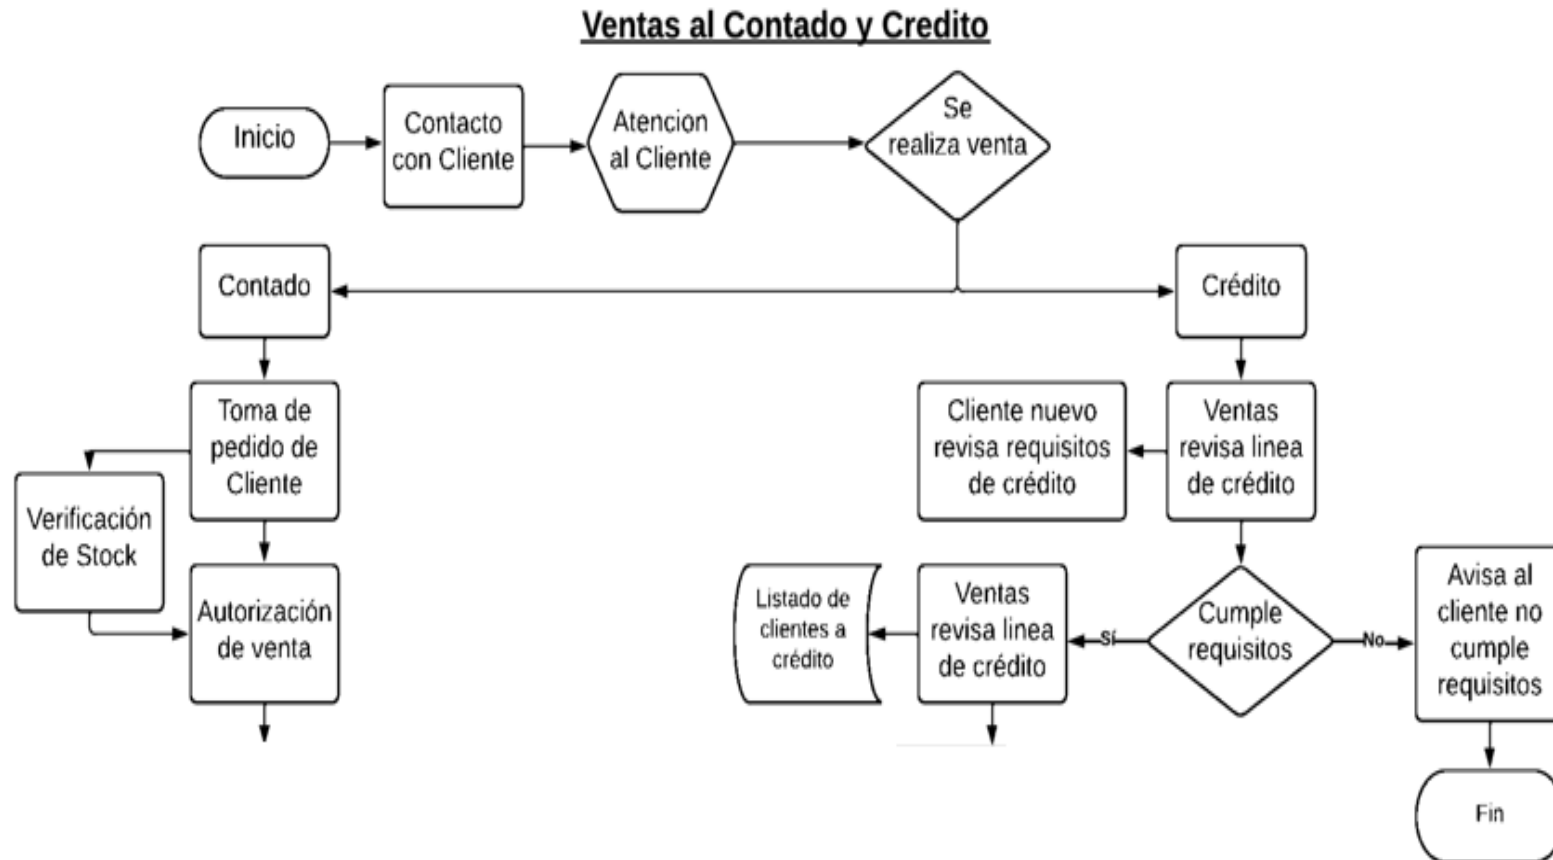 Ventas al Contado y Credito
Inicio
Contacto
con Cliente
Atencion
al Cliente
Se
realiza venta
Contado
Crédito
Toma de
pedido de
Cliente
Cliente nuevo
revisa requisitos
de crédito
Ventas
revisa linea
de crédito
Verificación
de Stock
Autorización
de venta
Listado de
clientes a
crédito
Ventas
revisa linea
de crédito
Sí
Cumple
requisitos
No
Avisa al
cliente no
cumple
requisitos
Fin